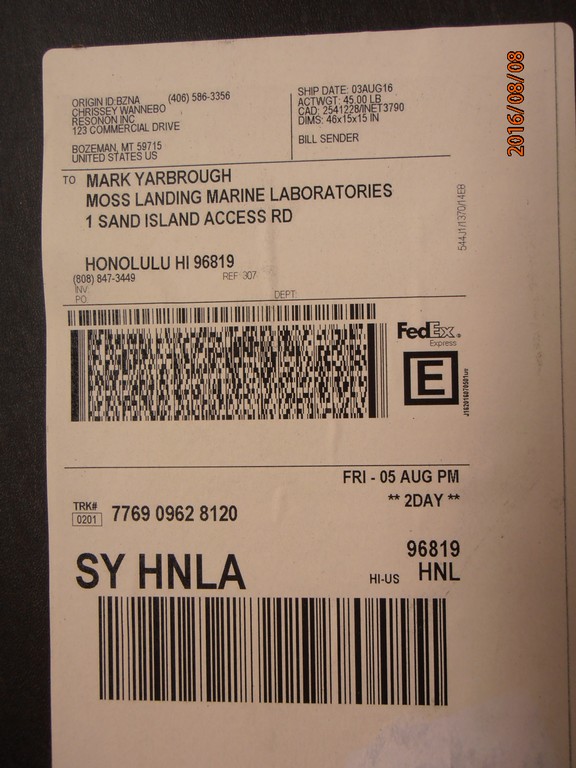 2016/08/08
ORIGIN ID:BZNA (406) 586-3356
CHRISSEY WANNEBO
RESONON INC
123 COMMERCIAL DRIVE
BOZEMAN, MT 59715
UNITED STATES US
SHIP DATE: 03AUG16
ACTWGT: 45.00 LB
CAD: 2541228/INET3790
DIMS: 46x15x15 IN
BILL SENDER
TO MARK YARBROUGH
MOSS LANDING MARINE LABORATORIES
1 SAND ISLAND ACCESS RD
HONOLULU HI 96819
(808) 847-3449 REF: 307
INV:
PO: DEPT:
544J1/1370/14EB
FedEx.
Express
E
J162016070501uv
FRI - 05 AUG PM
** 2DAY **
TRK#
0201 7769 0962 8120
96819
SY HNLA HI-US HNL